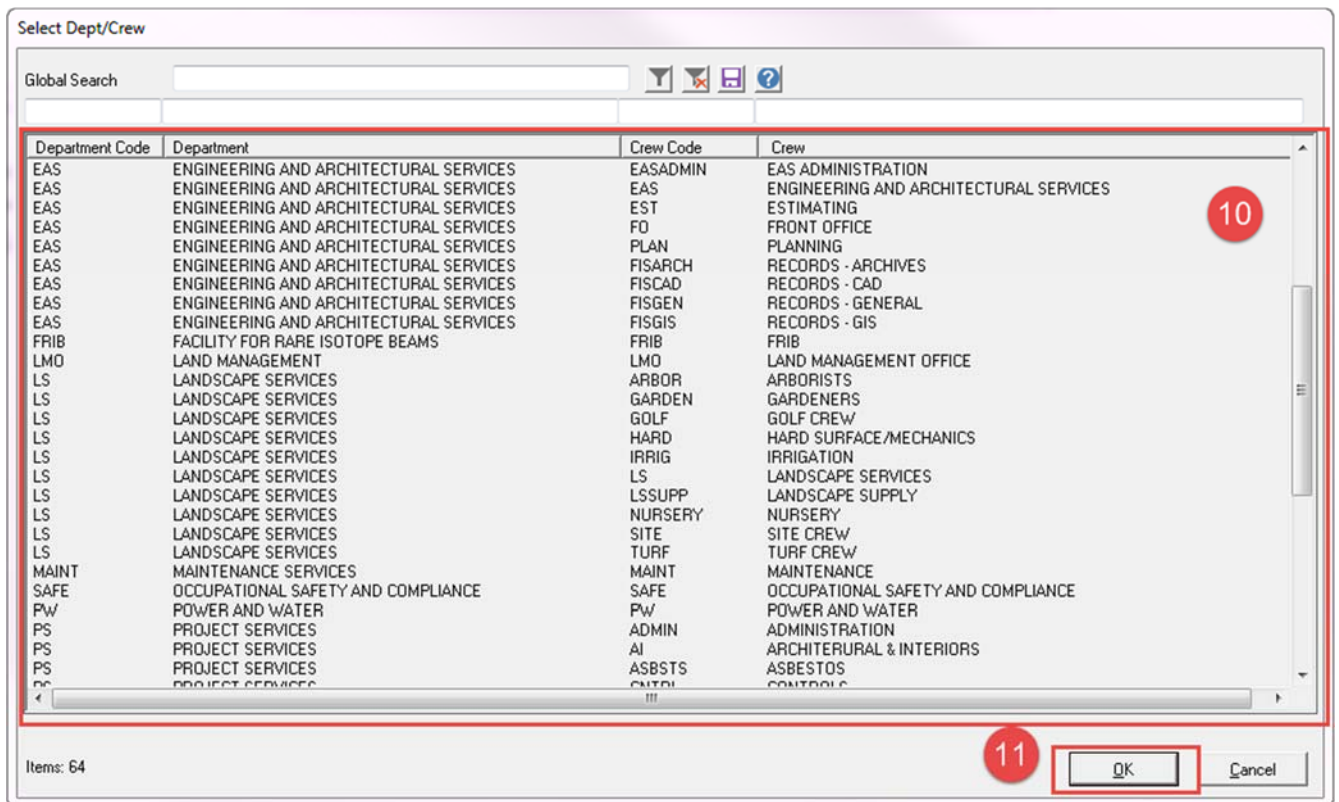 Select Dept/Crew
Global Search
Department Code Department Crew Code Crew
EAS ENGINEERING AND ARCHITECTURAL SERVICES EASADMIN EAS ADMINISTRATION
EAS ENGINEERING AND ARCHITECTURAL SERVICES EAS ENGINEERING AND ARCHITECTURAL SERVICES
EAS ENGINEERING AND ARCHITECTURAL SERVICES EST ESTIMATING
EAS ENGINEERING AND ARCHITECTURAL SERVICES FO FRONT OFFICE
EAS ENGINEERING AND ARCHITECTURAL SERVICES PLAN PLANNING
EAS ENGINEERING AND ARCHITECTURAL SERVICES FISARCH RECORDS - ARCHIVES
EAS ENGINEERING AND ARCHITECTURAL SERVICES FISCAD RECORDS - CAD
EAS ENGINEERING AND ARCHITECTURAL SERVICES FISGEN RECORDS - GENERAL
EAS ENGINEERING AND ARCHITECTURAL SERVICES FISGIS RECORDS - GIS
FRIB FACILITY FOR RARE ISOTOPE BEAMS FRIB FRIB
LMO LAND MANAGEMENT LMO LAND MANAGEMENT OFFICE
LS LANDSCAPE SERVICES ARBOR ARBORISTS
LS LANDSCAPE SERVICES GARDEN GARDENERS
LS LANDSCAPE SERVICES GOLF GOLF CREW
LS LANDSCAPE SERVICES HARD HARD SURFACE/MECHANICS
LS LANDSCAPE SERVICES IRRIG IRRIGATION
LS LANDSCAPE SERVICES LS LANDSCAPE SERVICES
LS LANDSCAPE SERVICES LSSUPP LANDSCAPE SUPPLY
LS LANDSCAPE SERVICES NURSERY NURSERY
LS LANDSCAPE SERVICES SITE SITE CREW
LS LANDSCAPE SERVICES TURF TURF CREW
MAINT MAINTENANCE SERVICES MAINT MAINTENANCE
SAFE OCCUPATIONAL SAFETY AND COMPLIANCE SAFE OCCUPATIONAL SAFETY AND COMPLIANCE
PW POWER AND WATER PW POWER AND WATER
PS PROJECT SERVICES ADMIN ADMINISTRATION
PS PROJECT SERVICES AI ARCHITERURAL & INTERIORS
PS PROJECT SERVICES ASBSTS ASBESTOS
PS PROJECT SERVICES CNTRL CONTROLS
10
11
Items: 64
OK
Cancel